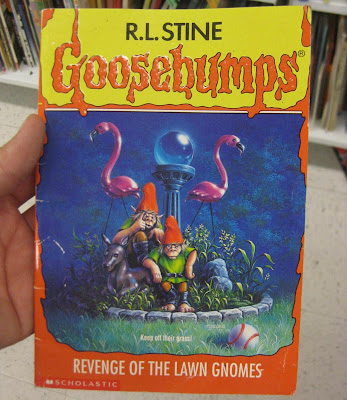 R.L. STINE
Goosebumps®
Keep off their grass!
REVENGE OF THE LAWN GNOMES
SCHOLASTIC